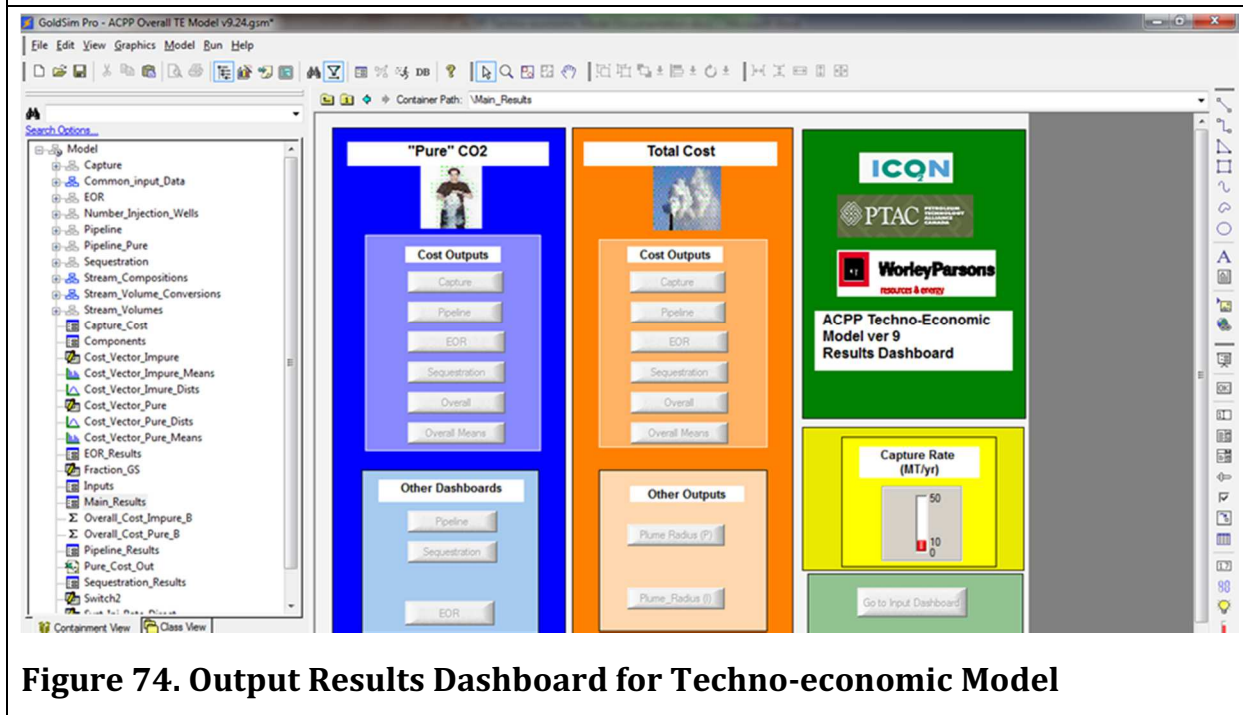 GoldSim Pro - ACPP Overall TE Model v9.24.gsm*
File Edit View Graphics Model Run Help
DB
Container Path: \Main_Results
Search Options...
Model
Capture
Common_input_Data
EOR
Number_Injection_Wells
Pipeline
Pipeline_Pure
Sequestration
Stream_Compositions
Stream_Volume_Conversions
Stream_Volumes
Capture_Cost
Components
Cost_Vector_Impure
Cost_Vector_Impure_Means
Cost_Vector_Imure_Dists
Cost_Vector_Pure
Cost_Vector_Pure_Dists
Cost_Vector_Pure_Means
EOR_Results
Fraction_GS
Inputs
Main_Results
Overall_Cost_Impure_B
Overall_Cost_Pure_B
Pipeline_Results
Pure_Cost_Out
Sequestration_Results
Switch2
Containment View Class View
"Pure" CO2
Cost Outputs
Capture
Pipeline
EOR
Sequestration
Overall
Overall Means
Other Dashboards
Pipeline
Sequestration
EOR
Total Cost
Cost Outputs
Capture
Pipeline
EOR
Sequestration
Overall
Overall Means
Other Outputs
Plume Radius (P)
Plume_Radius (I)
ICON
PTAC PETROLEUM TECHNOLOGY ALLIANCE CANADA
WorleyParsons
resources & energy
ACPP Techno-Economic
Model ver 9
Results Dashboard
Capture Rate
(MT/yr)
50
10
0
Go to Input Dashboard
Figure 74. Output Results Dashboard for Techno-economic Model